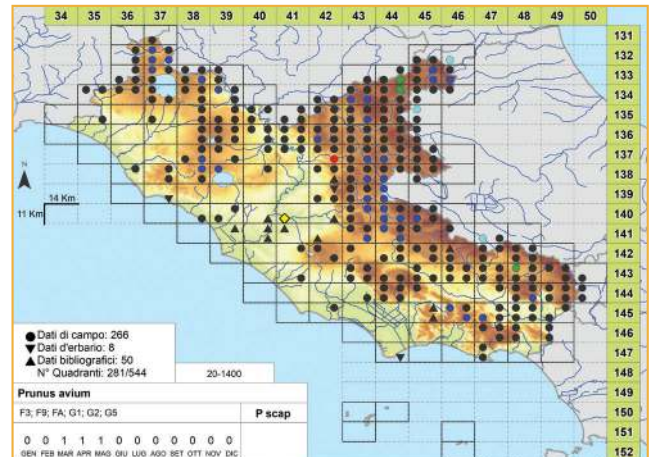 34 35 36 37 38 39 40 41 42 43 44 45 46 47 48 49 50
131
132
133
134
135
136
137
138
139
140
141
142
143
144
145
146
147
150
151
152
N
14 Km
11 Km
Dati di campo: 266
Dati d'erbario: 8
Dati bibliografici: 50
N° Quadranti: 281/544
20-1400
Prunus avium
F3; F9; FA; G1; G2; G5
P scap
0 0 1 1 1 0 0 0 0 0 0 0
GEN FEB MAR APR MAG GIU LUG AGO SET OTT NOV DIC